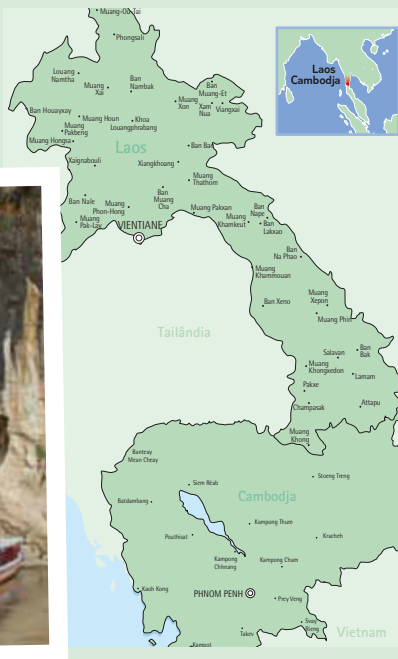 Muang-Ou-Tai
Phongsali
Laos
Cambodja
Louang
Namtha
Muang
Xai
Ban
Nambak
Ban
Muang-Et
Muang
Xon
Xam
Nua
Viangxai
Ban Houayxay
Muang Houn
Khoa
Louangphrabang
Muang
Pakbeng
Muang Hongsa
Ban Ban
Laos
Xaignabouli
Xiangkhoang
Muang
Thathom
Ban Nale
Muang
Phon-Hong
Ban
Muang
Cha
Muang Pakxan
Muang
Pak-Lay
VIENTIANE
Ban
Nape
Muang
Khamkeut
Ban
Lakxao
Ban
Na Phao
Muang
Khammouan
Ban Xeno
Muang
Xepon
Muang Phin
Tailândia
Salavan
Ban
Bak
Muang
Khongxedon
Lamam
Pakxe
Champasak
Attapu
Muang
Khong
Banteay
Mean Cheay
Siem Réab
Stoeng Treng
Batdambang
Cambodja
Kampong Thum
Pouthisat
Kracheh
Kampong
Chhnang
Kampong Cham
Kaoh Kong
PHNOM PENH
Prey Veng
Svay
Rieng
Takev
Vietnam
Kampot